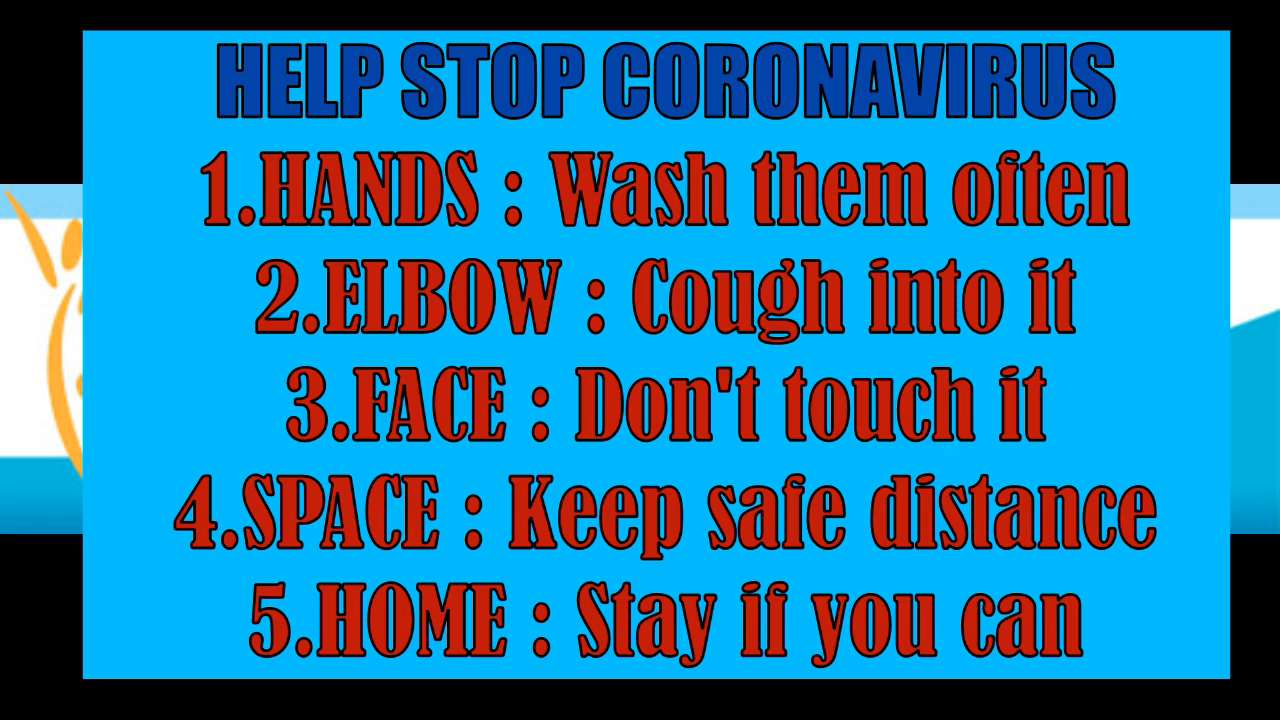 HELP STOP CORONAVIRUS
1.HANDS : Wash them often
2.ELBOW : Cough into it
3.FACE : Don't touch it
4.SPACE : Keep safe distance
5.HOME : Stay if you can